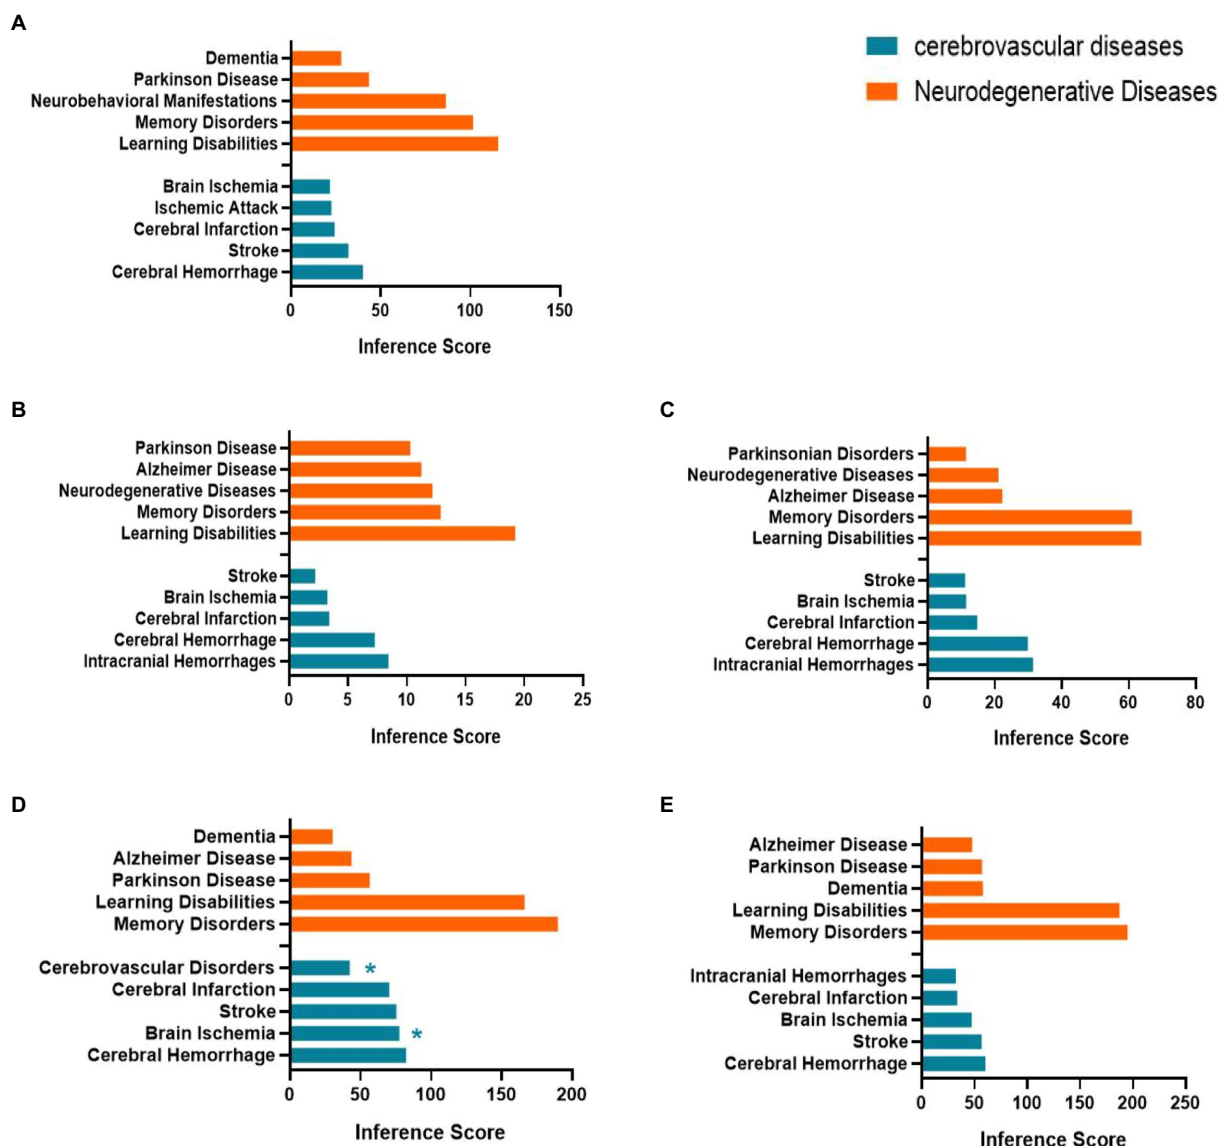 A
cerebrovascular diseases
Neurodegenerative Diseases
Dementia
Parkinson Disease
Neurobehavioral Manifestations
Memory Disorders
Learning Disabilities
Brain Ischemia
Ischemic Attack
Cerebral Infarction
Stroke
Cerebral Hemorrhage
0 50 100 150
Inference Score
B
Parkinson Disease
Alzheimer Disease
Neurodegenerative Diseases
Memory Disorders
Learning Disabilities
Stroke
Brain Ischemia
Cerebral Infarction
Cerebral Hemorrhage
Intracranial Hemorrhages
0 5 10 15 20 25
Inference Score
C
Parkinsonian Disorders
Neurodegenerative Diseases
Alzheimer Disease
Memory Disorders
Learning Disabilities
Stroke
Brain Ischemia
Cerebral Infarction
Cerebral Hemorrhage
Intracranial Hemorrhages
0 20 40 60 80
Inference Score
D
Dementia
Alzheimer Disease
Parkinson Disease
Learning Disabilities
Memory Disorders
Cerebrovascular Disorders *
Cerebral Infarction
Stroke
Brain Ischemia *
Cerebral Hemorrhage
0 50 100 150 200
Inference Score
E
Alzheimer Disease
Parkinson Disease
Dementia
Learning Disabilities
Memory Disorders
Intracranial Hemorrhages
Cerebral Infarction
Brain Ischemia
Stroke
Cerebral Hemorrhage
0 50 100 150 200 250
Inference Score